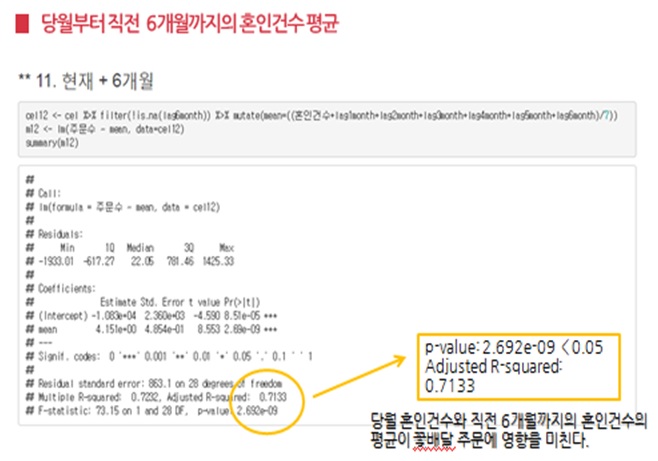 당월부터 직전 6개월까지의 혼인건수 평균
** 11. 현재 + 6개월
cel12 <- cel %>% filter(!is.na(lag6month)) %>% mutate(mean=((혼인건수+lag1month+lag2month+lag3month+lag4month+lag5month+lag6month)/7))
m12 <- lm(주문수 ~ mean, data=cel12)
summary(m12)
##
## Call:
## lm(formula = 주문수 ~ mean, data = cel12)
##
## Residuals:
##      Min       1Q   Median       3Q      Max
## -1933.01  -617.27    22.05   781.46  1425.33
##
## Coefficients:
##               Estimate Std. Error t value Pr(>|t|)
## (Intercept) -1.083e+04  2.360e+03  -4.590 8.51e-05 ***
## mean         4.151e+00  4.854e-01   8.553 2.69e-09 ***
## ---
## Signif. codes:  0 '***' 0.001 '**' 0.01 '*' 0.05 '.' 0.1 ' ' 1
##
## Residual standard error: 863.1 on 28 degrees of freedom
## Multiple R-squared:  0.7232, Adjusted R-squared:  0.7133
## F-statistic: 73.15 on 1 and 28 DF,  p-value: 2.692e-09
p-value: 2.692e-09 < 0.05
Adjusted R-squared:
0.7133
당월 혼인건수와 직전 6개월까지의 혼인건수의
평균이 꽃배달 주문에 영향을 미친다.